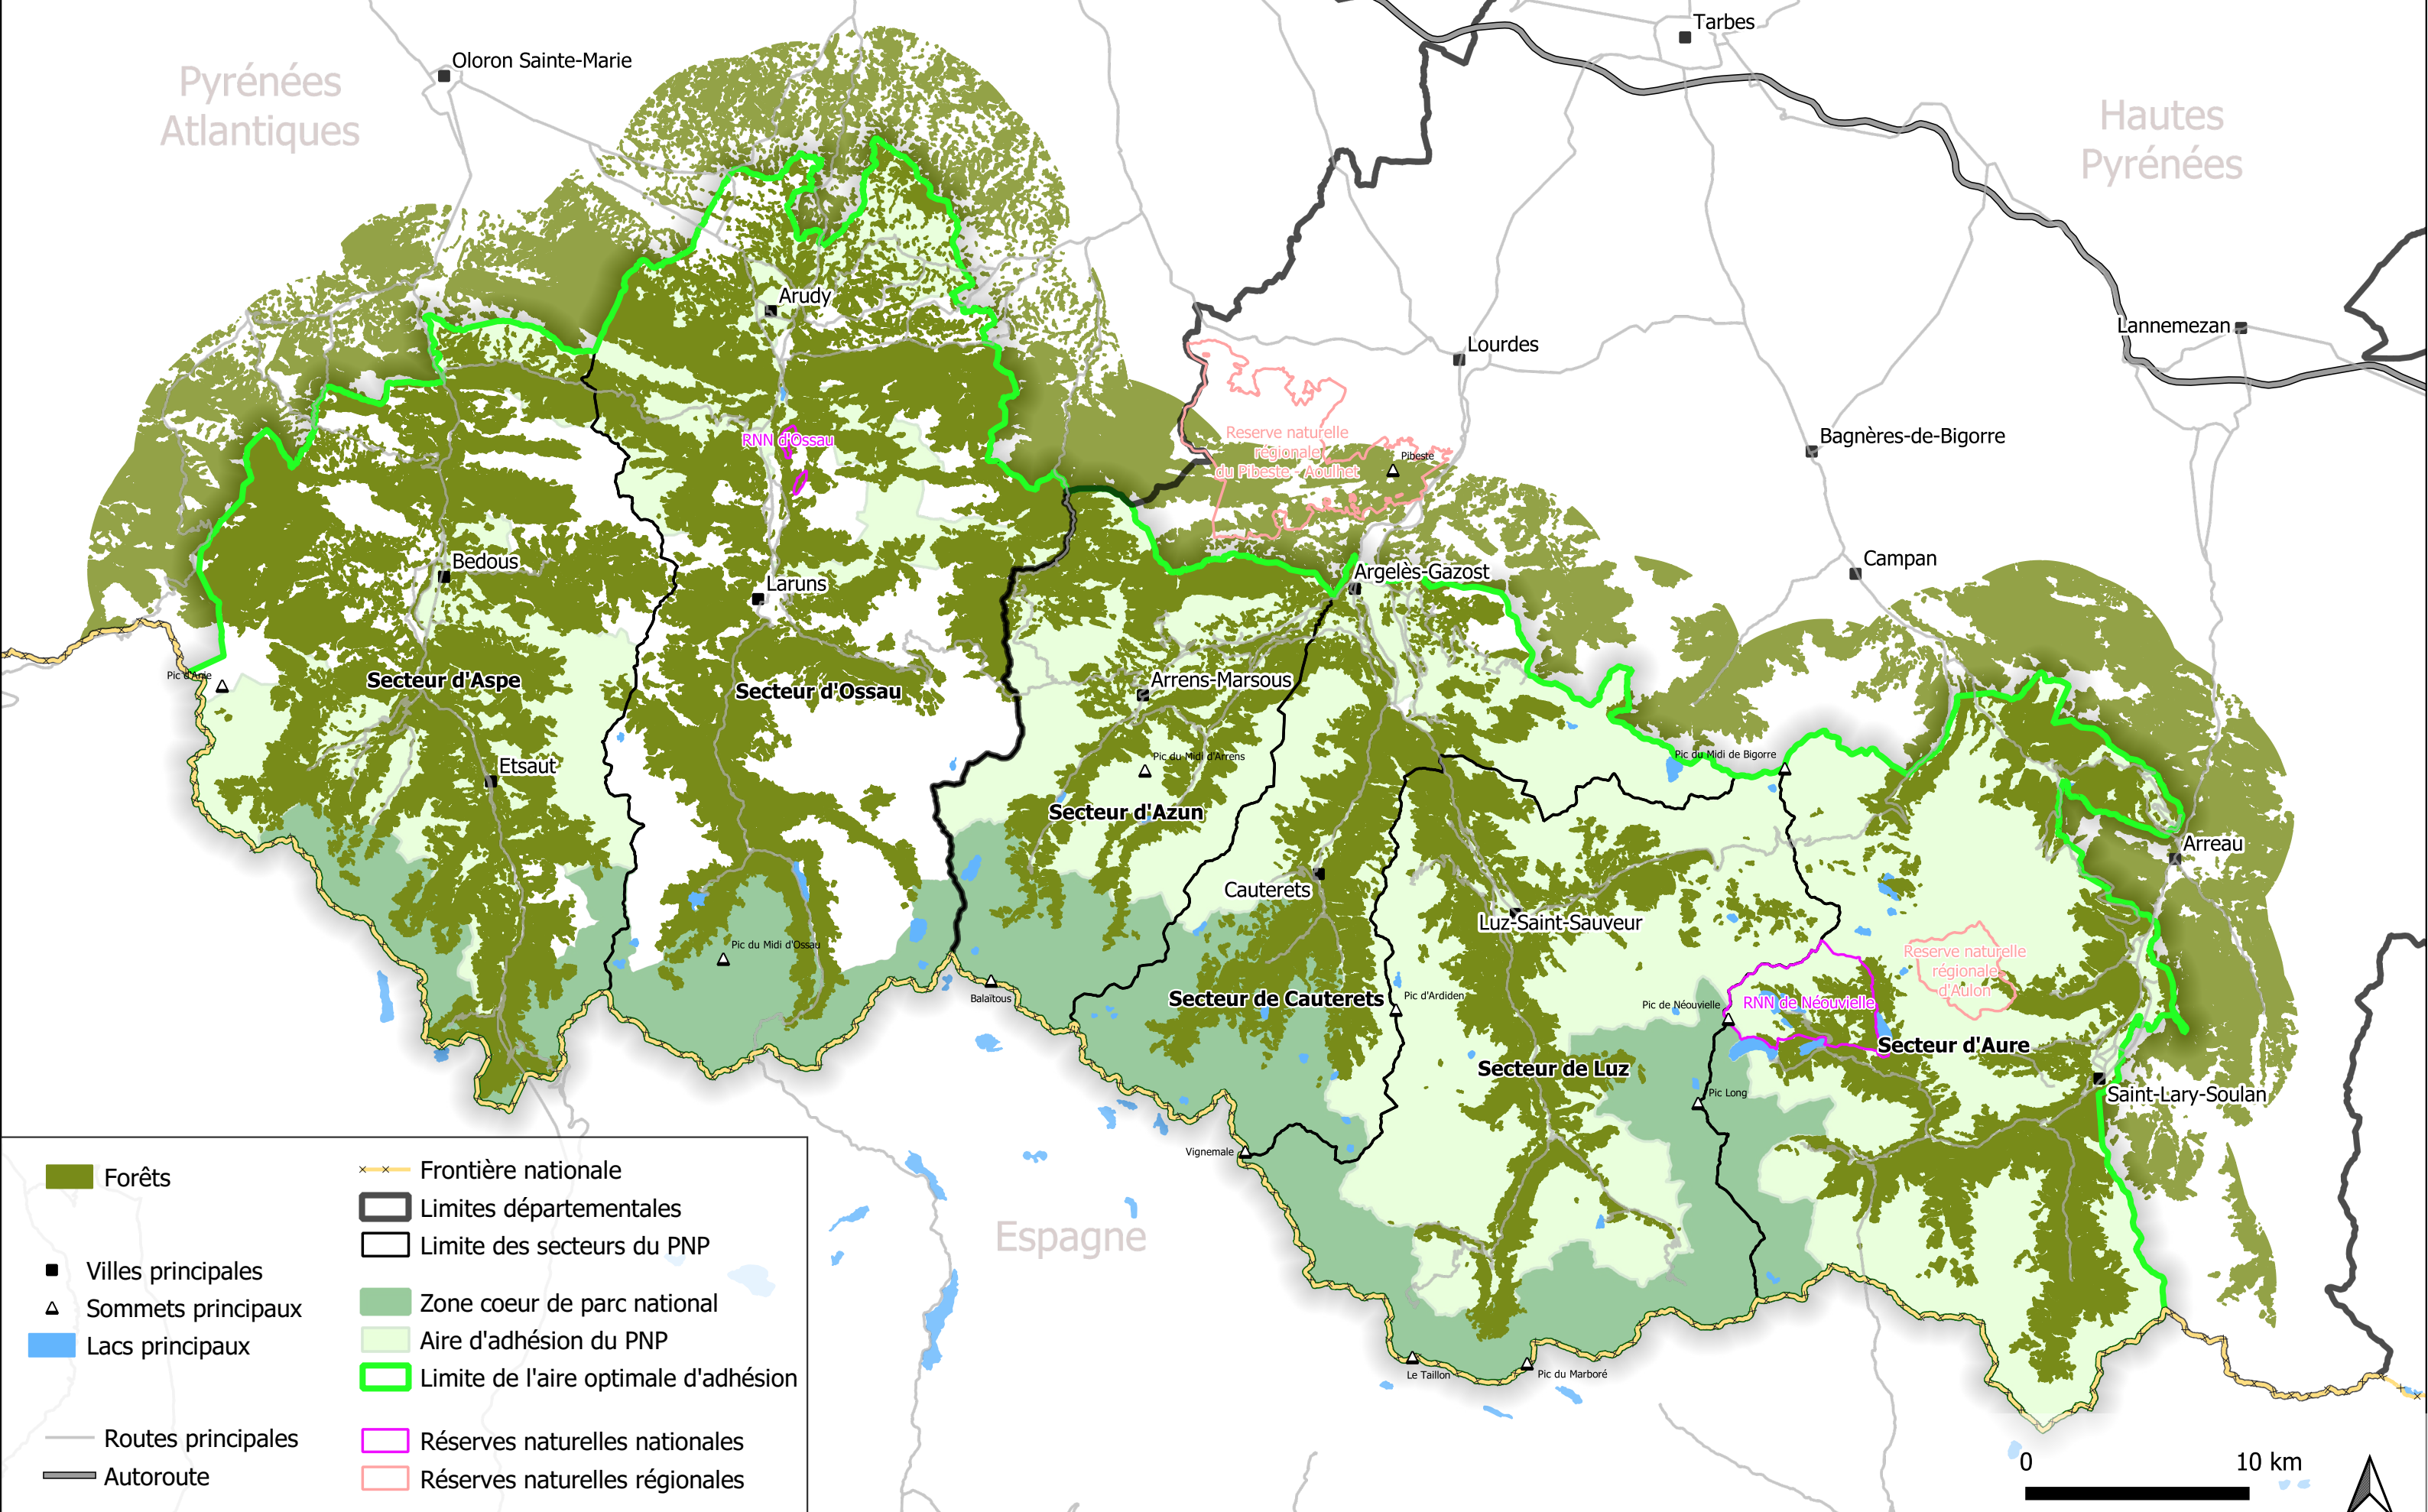 Tarbes
Oloron Sainte-Marie
Pyrénées
Atlantiques
Hautes
Pyrénées
Arudy
Lannemezan
Lourdes
RNN d'Ossau
Reserve naturelle
régionale
du Pibeste - Aoulhet
Pibeste
Bagnères-de-Bigorre
Bedous
Laruns
Argelès-Gazost
Campan
Pic d'Anie
Secteur d'Aspe
Secteur d'Ossau
Arrens-Marsous
Etsaut
Pic du Midi d'Arrens
Pic du Midi de Bigorre
Secteur d'Azun
Arreau
Cauterets
Luz-Saint-Sauveur
Pic du Midi d'Ossau
Reserve naturelle
régionale
d'Aulon
Balaïtous
Secteur de Cauterets
Pic d'Ardiden
Pic de Néouvielle
RNN de Néouvielle
Secteur d'Aure
Secteur de Luz
Pic Long
Saint-Lary-Soulan
Vignemale
Espagne
Le Taillon
Pic du Marboré
Forêts
Villes principales
Sommets principaux
Lacs principaux
Routes principales
Autoroute
Frontière nationale
Limites départementales
Limite des secteurs du PNP
Zone coeur de parc national
Aire d'adhésion du PNP
Limite de l'aire optimale d'adhésion
Réserves naturelles nationales
Réserves naturelles régionales
0 10 km